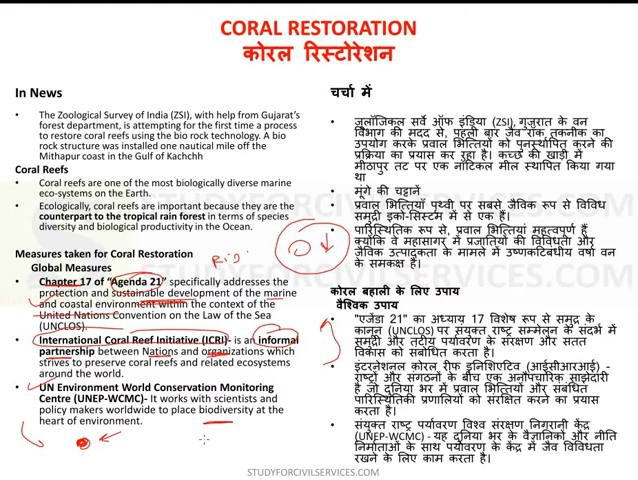 CORAL RESTORATION
कोरल रिस्टोरेशन
In News
• The Zoological Survey of India (ZSI), with help from Gujarat's
forest department, is attempting for the first time a process
to restore coral reefs using the bio rock technology. A bio
rock structure was installed one nautical mile off the
Mithapur coast in the Gulf of Kachchh
Coral Reefs
• Coral reefs are one of the most biologically diverse marine
eco-systems on the Earth.
• Ecologically, coral reefs are important because they are the
counterpart to the tropical rain forest in terms of species
diversity and biological productivity in the Ocean.
Measures taken for Coral Restoration
Global Measures
• Chapter 17 of "Agenda 21" specifically addresses the
protection and sustainable development of the marine
and coastal environment within the context of the
United Nations Convention on the Law of the Sea
(UNCLOS)
• International Coral Reef Initiative (ICRI)- is an informal
partnership between Nations and organizations which
strives to preserve coral reefs and related ecosystems
around the world.
• UN Environment World Conservation Monitoring
Centre (UNEP-WCMC)- It works with scientists and
policy makers worldwide to place biodiversity at the
heart of environment.
चर्चा में
• जूलॉजिकल सर्वे ऑफ इंडिया (ZSI), गुजरात के वन
विभाग की मदद से, पहली बार जैव रॉक तकनीक का
उपयोग करके प्रवाल भित्तियों को पुनर्स्थापित करने की
प्रक्रिया का प्रयास कर रहा है। कच्छ की खाड़ी में
मीठापुर तट पर एक नॉटिकल मील स्थापित किया गया
था
• मूंगे की चट्टानें
• प्रवाल भित्तियाँ पृथ्वी पर सबसे जैविक रूप से विविध
समुद्री इको-सिस्टम में से एक हैं।
• पारिस्थितिक रूप से, प्रवाल भित्तियां महत्वपूर्ण हैं
क्योंकि वे महासागर में प्रजातियों की विविधता और
जैविक उत्पादकता के मामले में उष्णकटिबंधीय वर्षा वन
के समकक्ष हैं।
कोरल बहाली के लिए उपाय
वैश्विक उपाय
• "एजेंडा 21" का अध्याय 17 विशेष रूप से समुद्र के
कानून (UNCLOS) पर संयुक्त राष्ट्र सम्मेलन के संदर्भ में
समुद्री और तटीय पर्यावरण के संरक्षण और सतत
विकास को संबोधित करता है।
• इंटरनेशनल कोरल रीफ इनिशिएटिव (आईसीआरआई)-
राष्ट्रों और संगठनों के बीच एक अनौपचारिक साझेदारी
है जो दुनिया भर में प्रवाल भित्तियों और संबंधित
पारिस्थितिकी प्रणालियों को संरक्षित करने का प्रयास
करता है।
• संयुक्त राष्ट्र पर्यावरण विश्व संरक्षण निगरानी केंद्र
(UNEP-WCMC) - यह दुनिया भर के वैज्ञानिकों और नीति
निर्माताओं के साथ पर्यावरण के केंद्र में जैव विविधता
रखने के लिए काम करता है।
STUDYFORCIVILSERVICES.COM